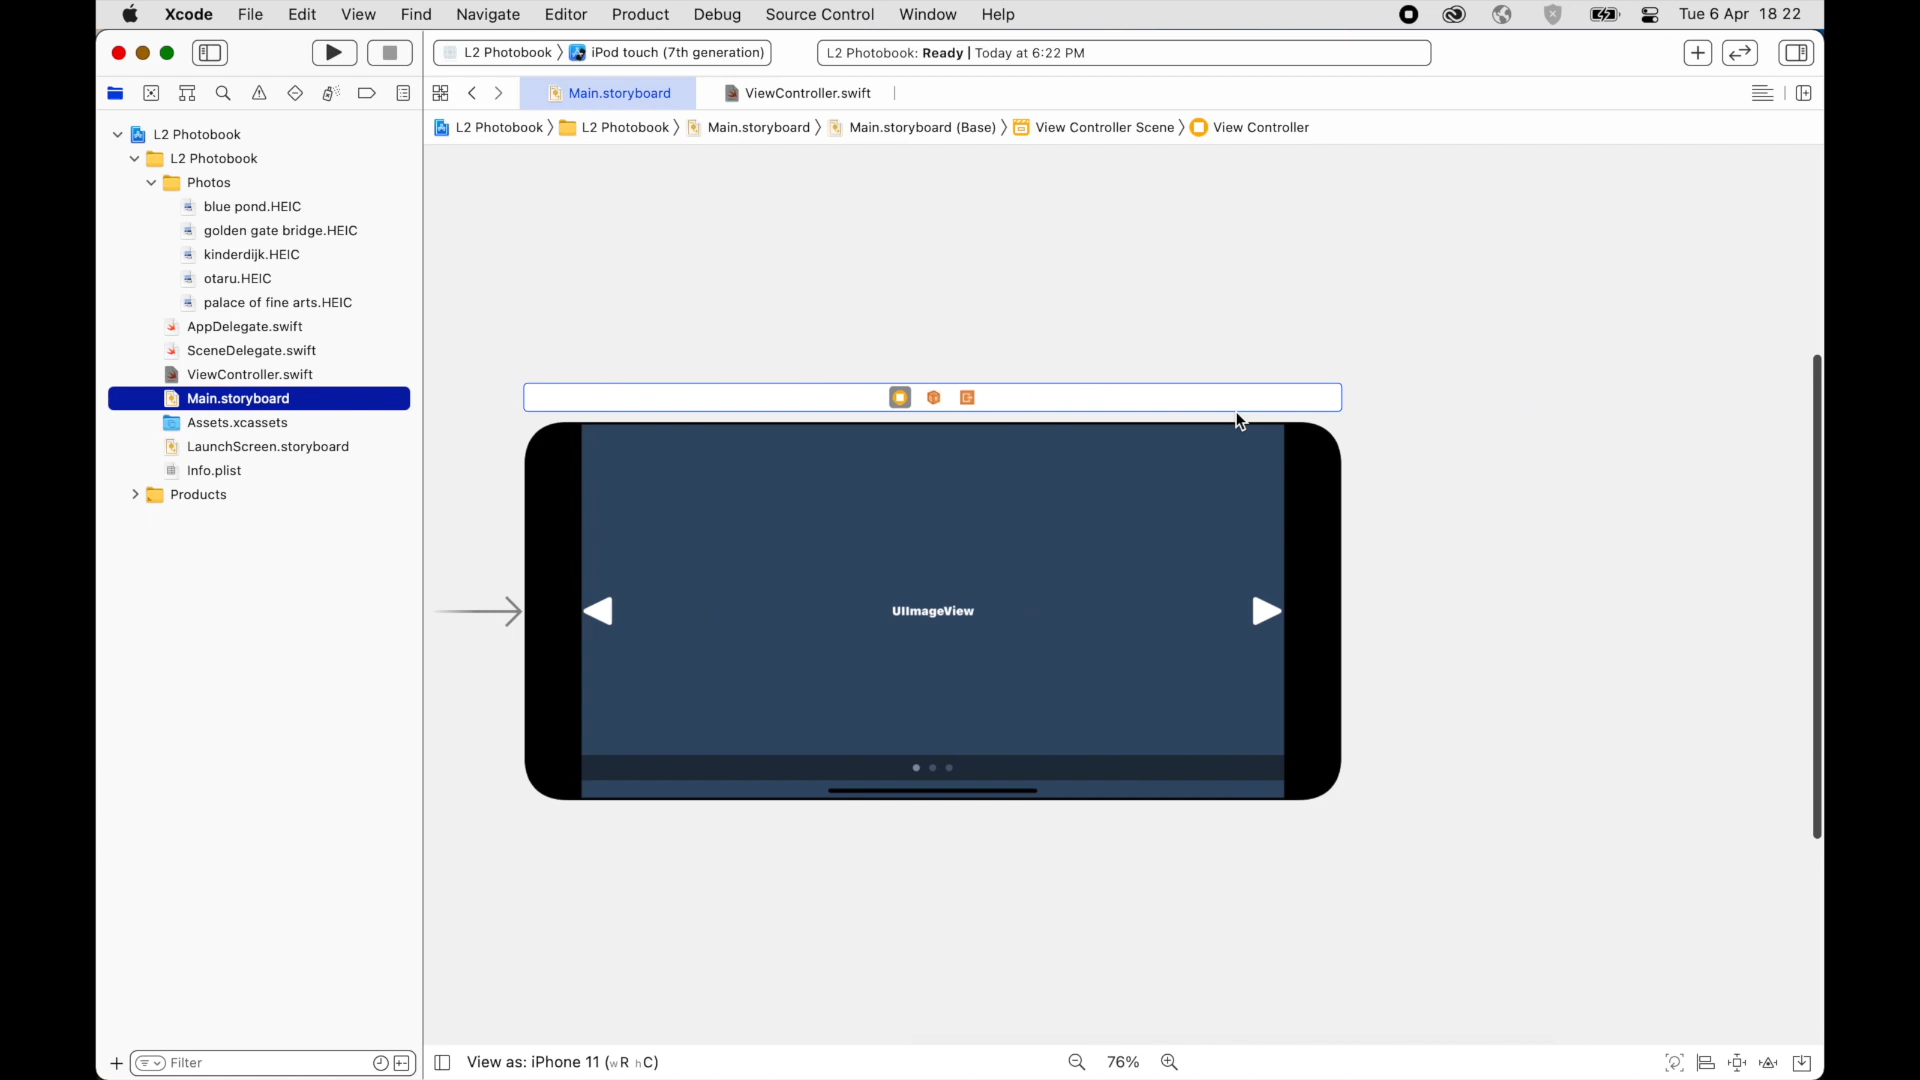 Xcode File Edit View Find Navigate Editor Product Debug Source Control Window Help Tue 6 Apr 18 22
L2 Photobook iPod touch (7th generation) L2 Photobook: Ready | Today at 6:22 PM
Main.storyboard ViewController.swift
L2 Photobook L2 Photobook Main.storyboard Main.storyboard (Base) View Controller Scene View Controller
L2 Photobook
L2 Photobook
Photos
blue pond.HEIC
golden gate bridge.HEIC
kinderdijk.HEIC
otaru.HEIC
palace of fine arts.HEIC
AppDelegate.swift
SceneDelegate.swift
ViewController.swift
Main.storyboard
Assets.xcassets
LaunchScreen.storyboard
Info.plist
Products
UIImageView
Filter View as: iPhone 11 (wR hC) 76%